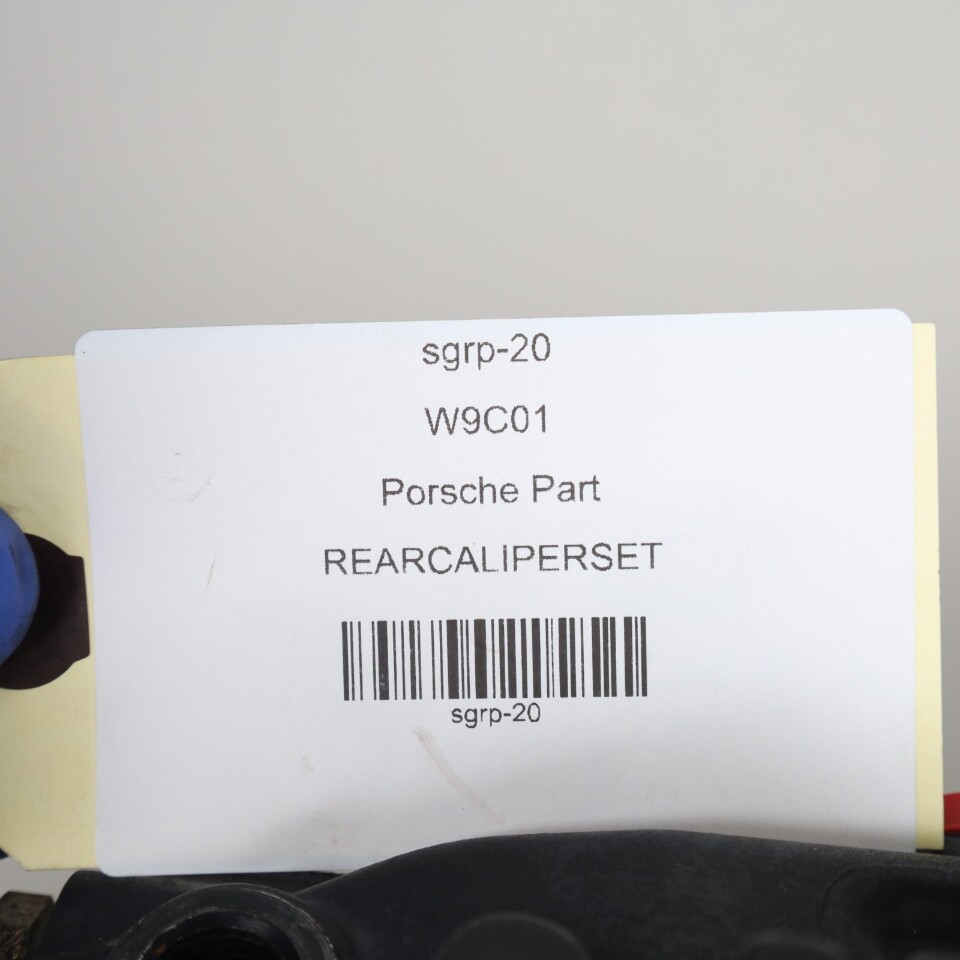 sgrp-20
W9C01
Porsche Part
REARCALIPERSET
sgrp-20